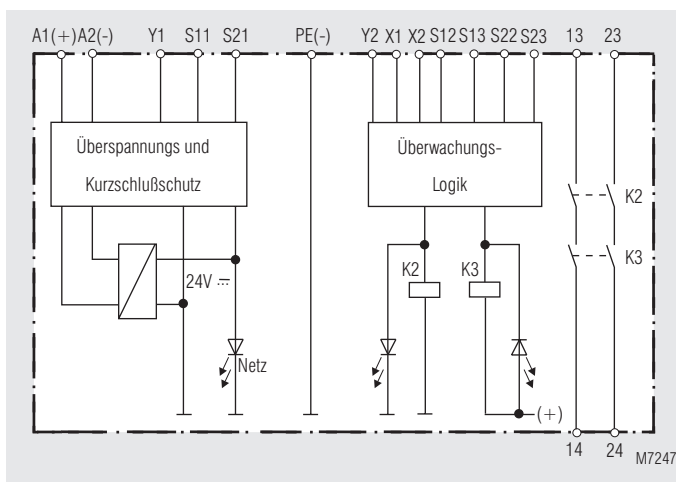 A1(+) A2(-) Y1 S11 S21 PE(-) Y2 X1 X2 S12 S13 S22 S23 13 23
Überspannungs und
Kurzschlußschutz
Überwachungs-
Logik
K2
K3
24V
K2 K3
Netz
(+)
14 24
M7247